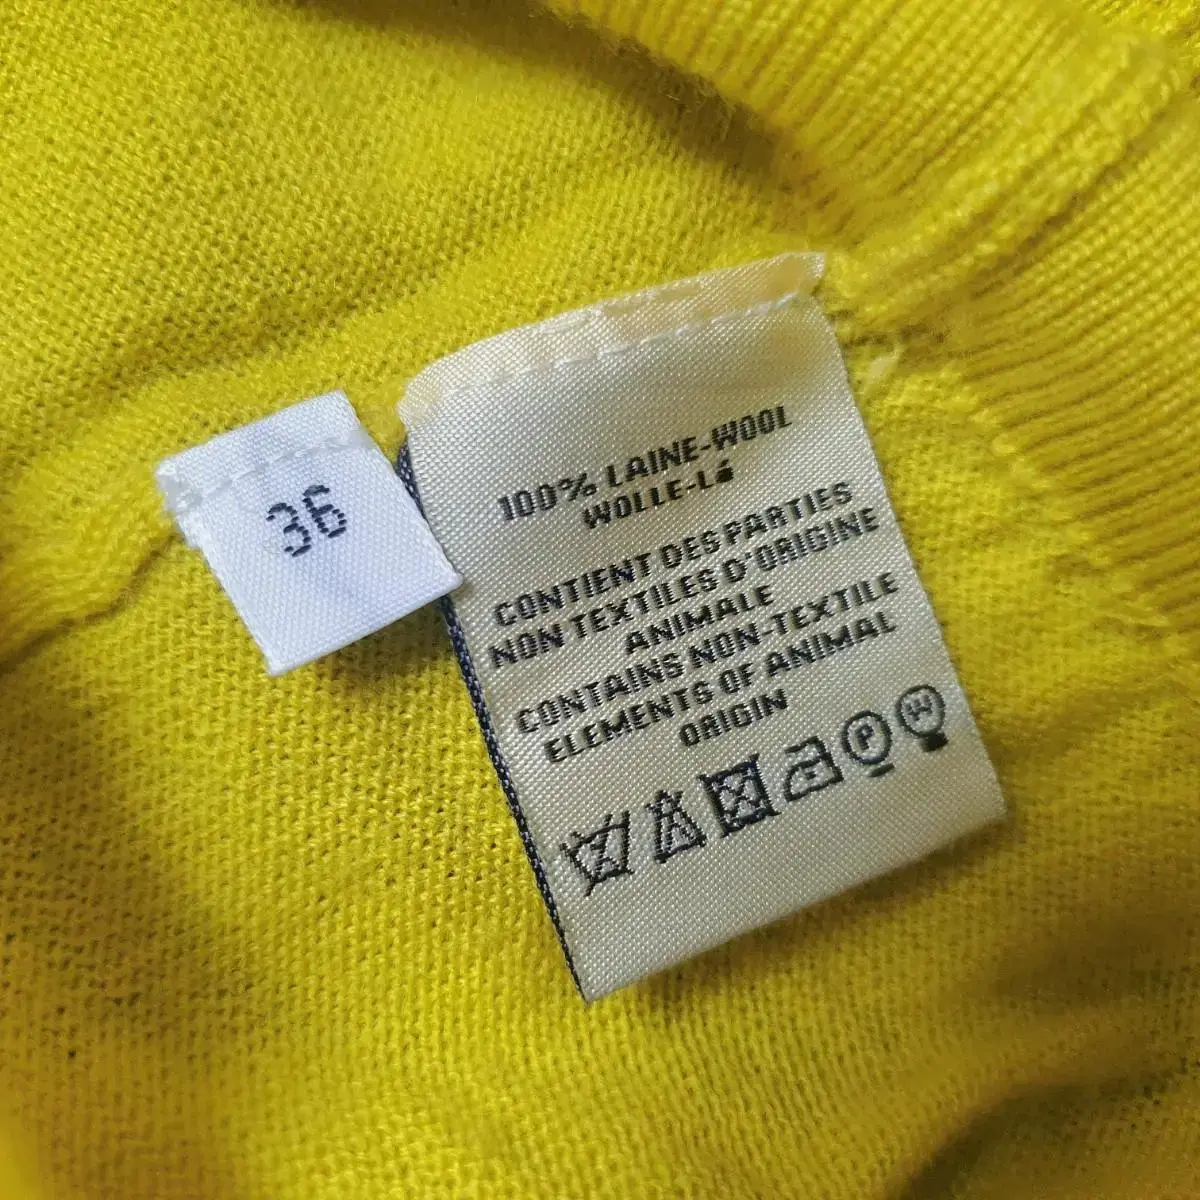 36
100% LAINE-WOOL
WOLLE-Lá
CONTIENT DES PARTIES
NON TEXTILES D'ORIGINE
ANIMALE
CONTAINS NON-TEXTILE
ELEMENTS OF ANIMAL
ORIGIN
P W